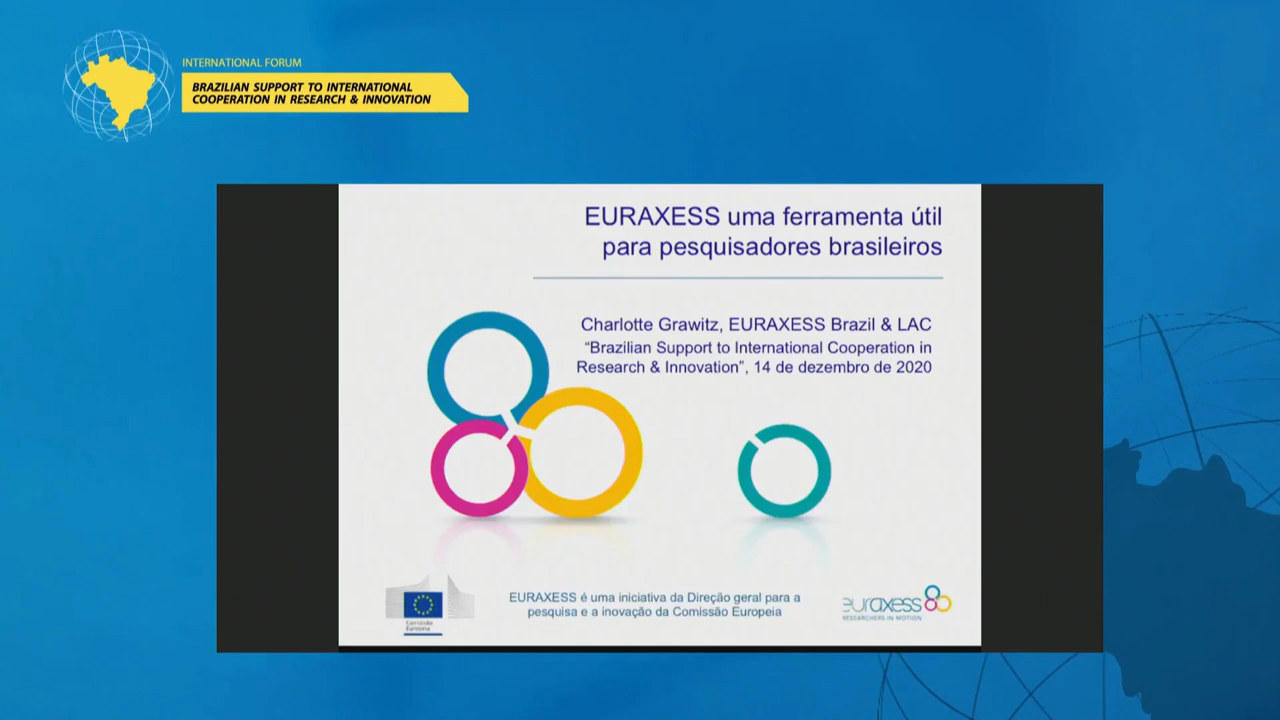 INTERNATIONAL FORUM
BRAZILIAN SUPPORT TO INTERNATIONAL
COOPERATION IN RESEARCH & INNOVATION
EURAXESS uma ferramenta útil
para pesquisadores brasileiros
Charlotte Grawitz, EURAXESS Brazil & LAC
“Brazilian Support to International Cooperation in
Research & Innovation”, 14 de dezembro de 2020
Comissão
Europeia
EURAXESS é uma iniciativa da Direção geral para a
pesquisa e a inovação da Comissão Europeia
euraxess
RESEARCHERS IN MOTION